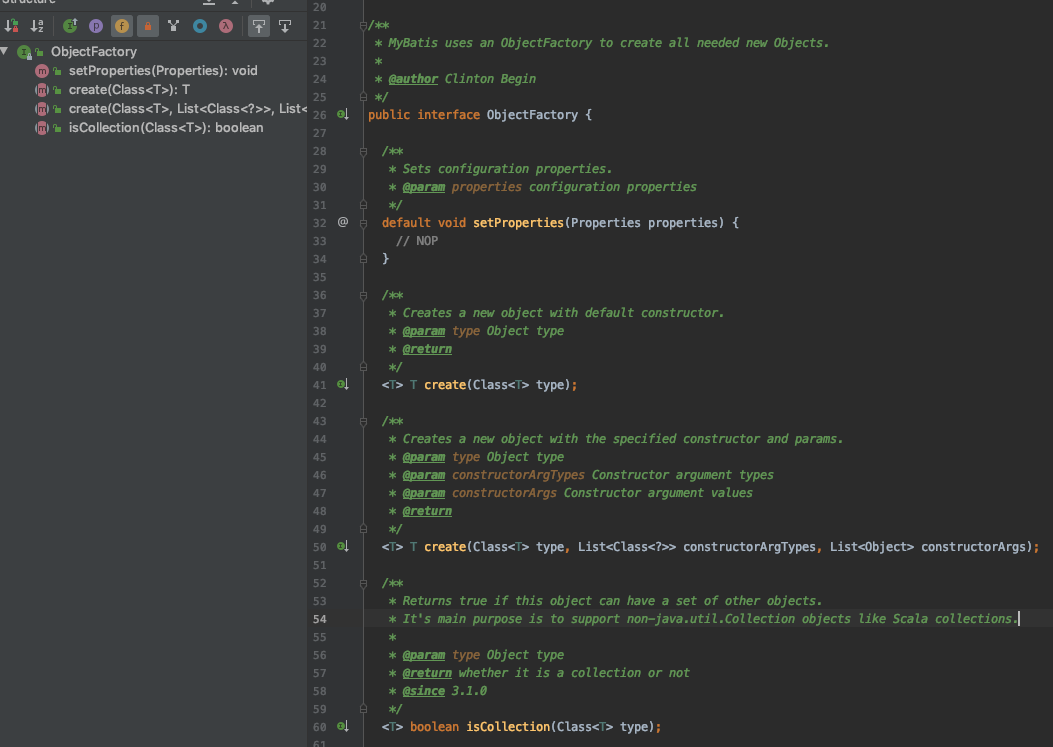 Structure
ObjectFactory
setProperties(Properties): void
create(Class<T>): T
create(Class<T>, List<Class<?>>, List<
isCollection(Class<T>): boolean
20
21 /**
22 * MyBatis uses an ObjectFactory to create all needed new Objects.
23 *
24 * @author Clinton Begin
25 */
26 public interface ObjectFactory {
27
28 /**
29 * Sets configuration properties.
30 * @param properties configuration properties
31 */
32 @ default void setProperties(Properties properties) {
33 // NOP
34 }
35
36 /**
37 * Creates a new object with default constructor.
38 * @param type Object type
39 * @return
40 */
41 <T> T create(Class<T> type);
42
43 /**
44 * Creates a new object with the specified constructor and params.
45 * @param type Object type
46 * @param constructorArgTypes Constructor argument types
47 * @param constructorArgs Constructor argument values
48 * @return
49 */
50 <T> T create(Class<T> type, List<Class<?>> constructorArgTypes, List<Object> constructorArgs);
51
52 /**
53 * Returns true if this object can have a set of other objects.
54 * It's main purpose is to support non-java.util.Collection objects like Scala collections.
55 *
56 * @param type Object type
57 * @return whether it is a collection or not
58 * @since 3.1.0
59 */
60 <T> boolean isCollection(Class<T> type);
61